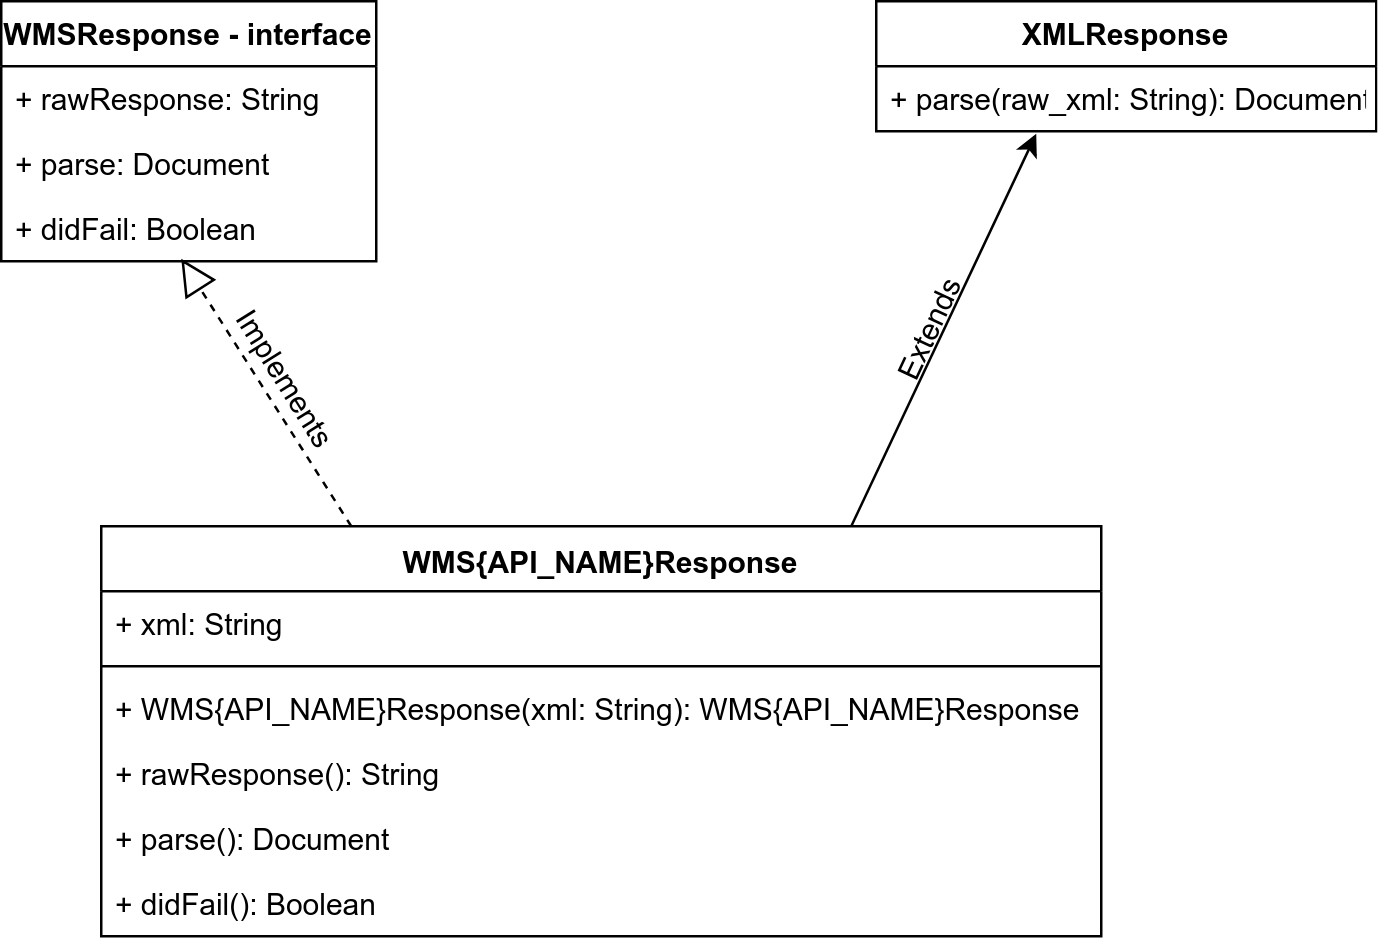 WMSResponse - interface
+ rawResponse: String
+ parse: Document
+ didFail: Boolean
XMLResponse
+ parse(raw_xml: String): Document
Implements
Extends
WMS{API_NAME}Response
+ xml: String
+ WMS{API_NAME}Response(xml: String): WMS{API_NAME}Response
+ rawResponse(): String
+ parse(): Document
+ didFail(): Boolean